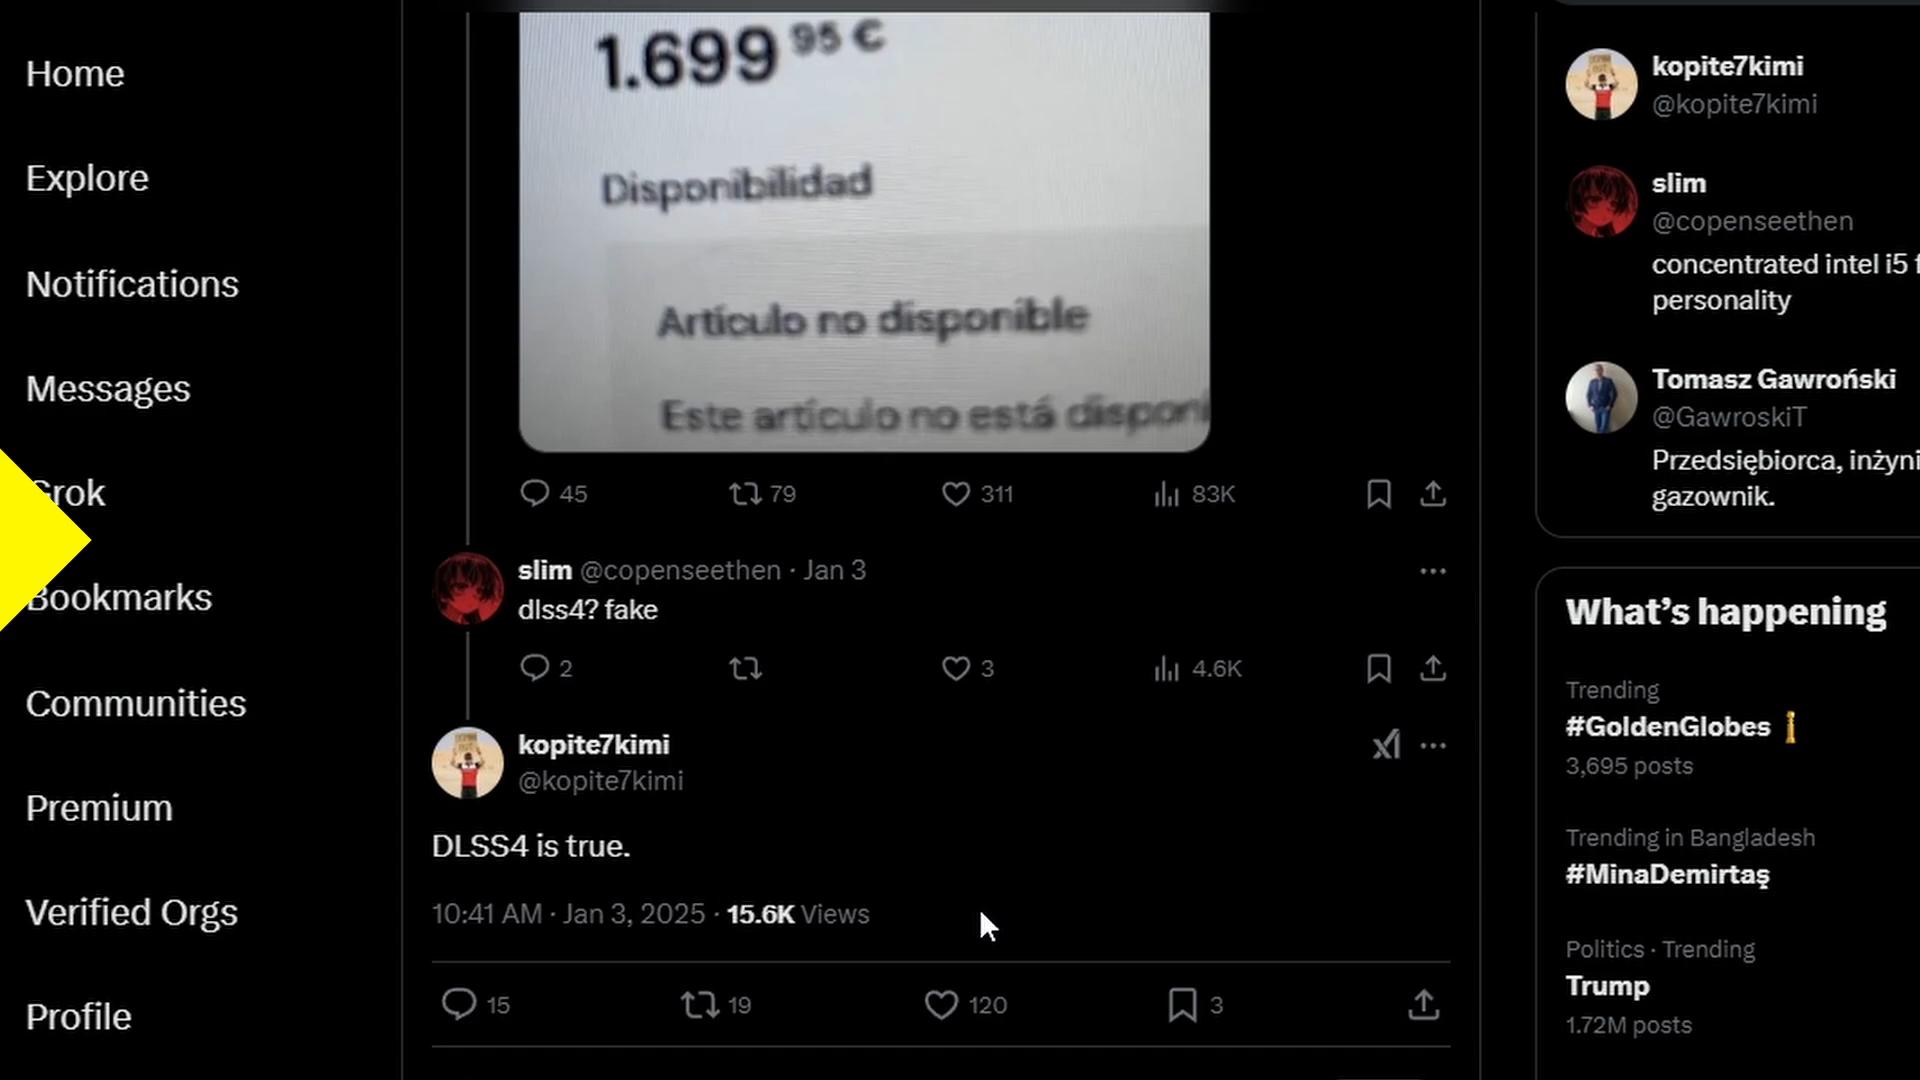 Home
Explore
Notifications
Messages
Grok
Bookmarks
Communities
Premium
Verified Orgs
Profile
1.699 95 €
Disponibilidad
Artículo no disponible
Este artículo no está disponi
45 79 311 83K
slim @copenseethen · Jan 3
dlss4? fake
2 3 4.6K
kopite7kimi
@kopite7kimi
DLSS4 is true.
10:41 AM · Jan 3, 2025 · 15.6K Views
15 19 120 3
kopite7kimi
@kopite7kimi
slim
@copenseethen
concentrated intel i5 f
personality
Tomasz Gawroński
@GawroskiT
Przedsiębiorca, inżyni
gazownik.
What's happening
Trending
#GoldenGlobes
3,695 posts
Trending in Bangladesh
#MinaDemirtaş
Politics · Trending
Trump
1.72M posts